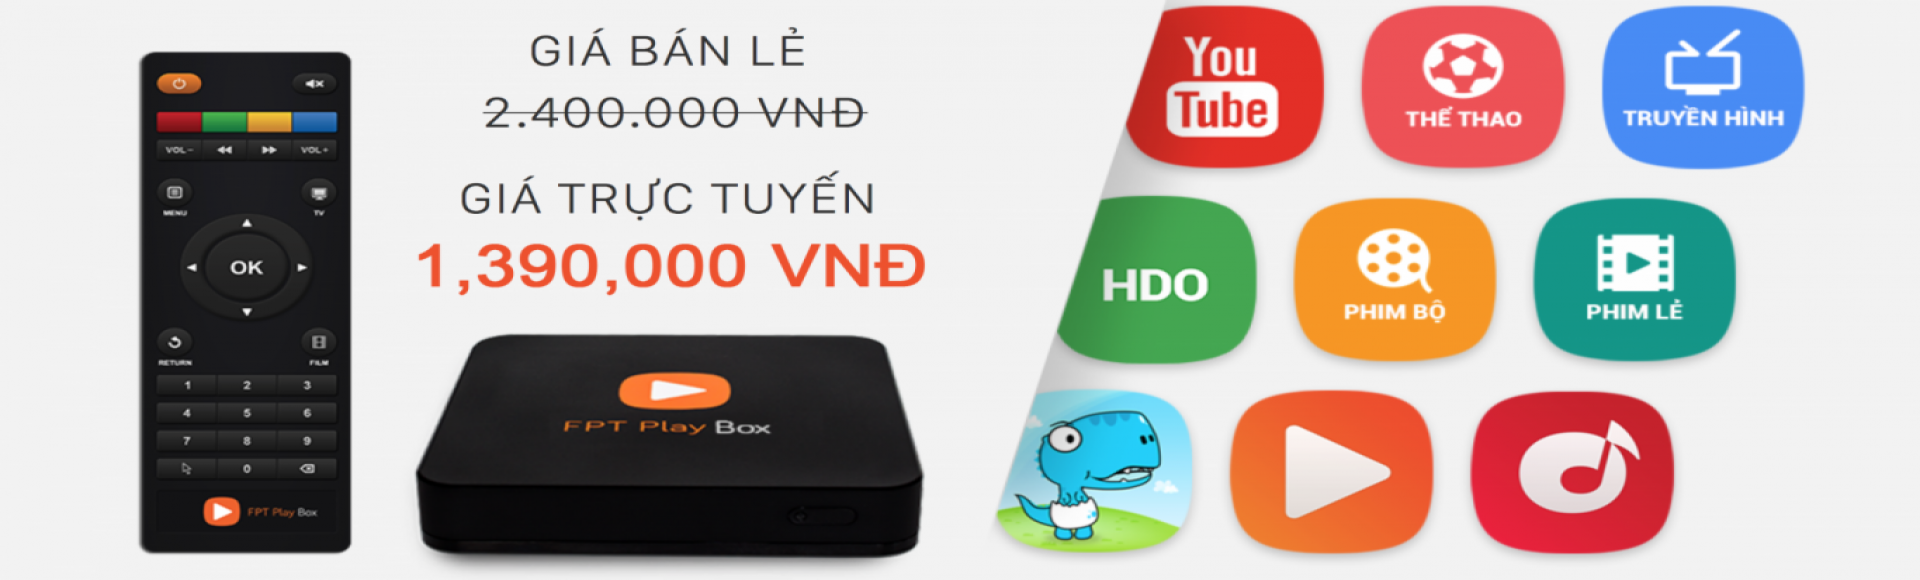 GIÁ BÁN LẺ
2.400.000 VNĐ
GIÁ TRỰC TUYẾN
1,390,000 VNĐ
VOL- VOL+
MENU TV
OK
RETURN FILM
1 2 3
4 5 6
7 8 9
0
FPT Play Box
FPT Play Box
You
Tube
THỂ THAO
TRUYỀN HÌNH
HDO
PHIM BỘ
PHIM LẺ